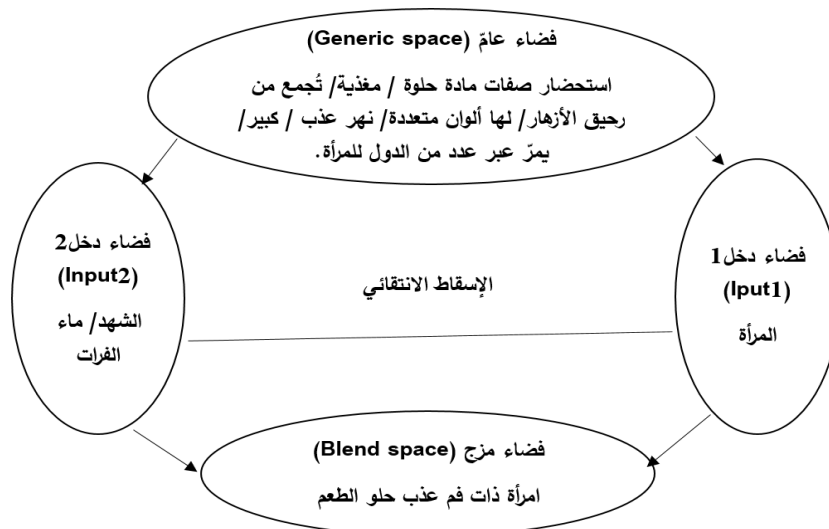 فضاء عامّ (Generic space)
استحضار صفات مادة حلوة / مغذية/ تُجمع من
رحيق الأزهار/ لها ألوان متعددة/ نهر عذب / كبير/
يمرّ عبر عدد من الدول للمرأة.
فضاء دخل1
(Iput1)
المرأة
فضاء دخل2
(Input2)
الشهد/ ماء
الفرات
الإسقاط الانتقائي
فضاء مزج (Blend space)
امرأة ذات فم عذب حلو الطعم